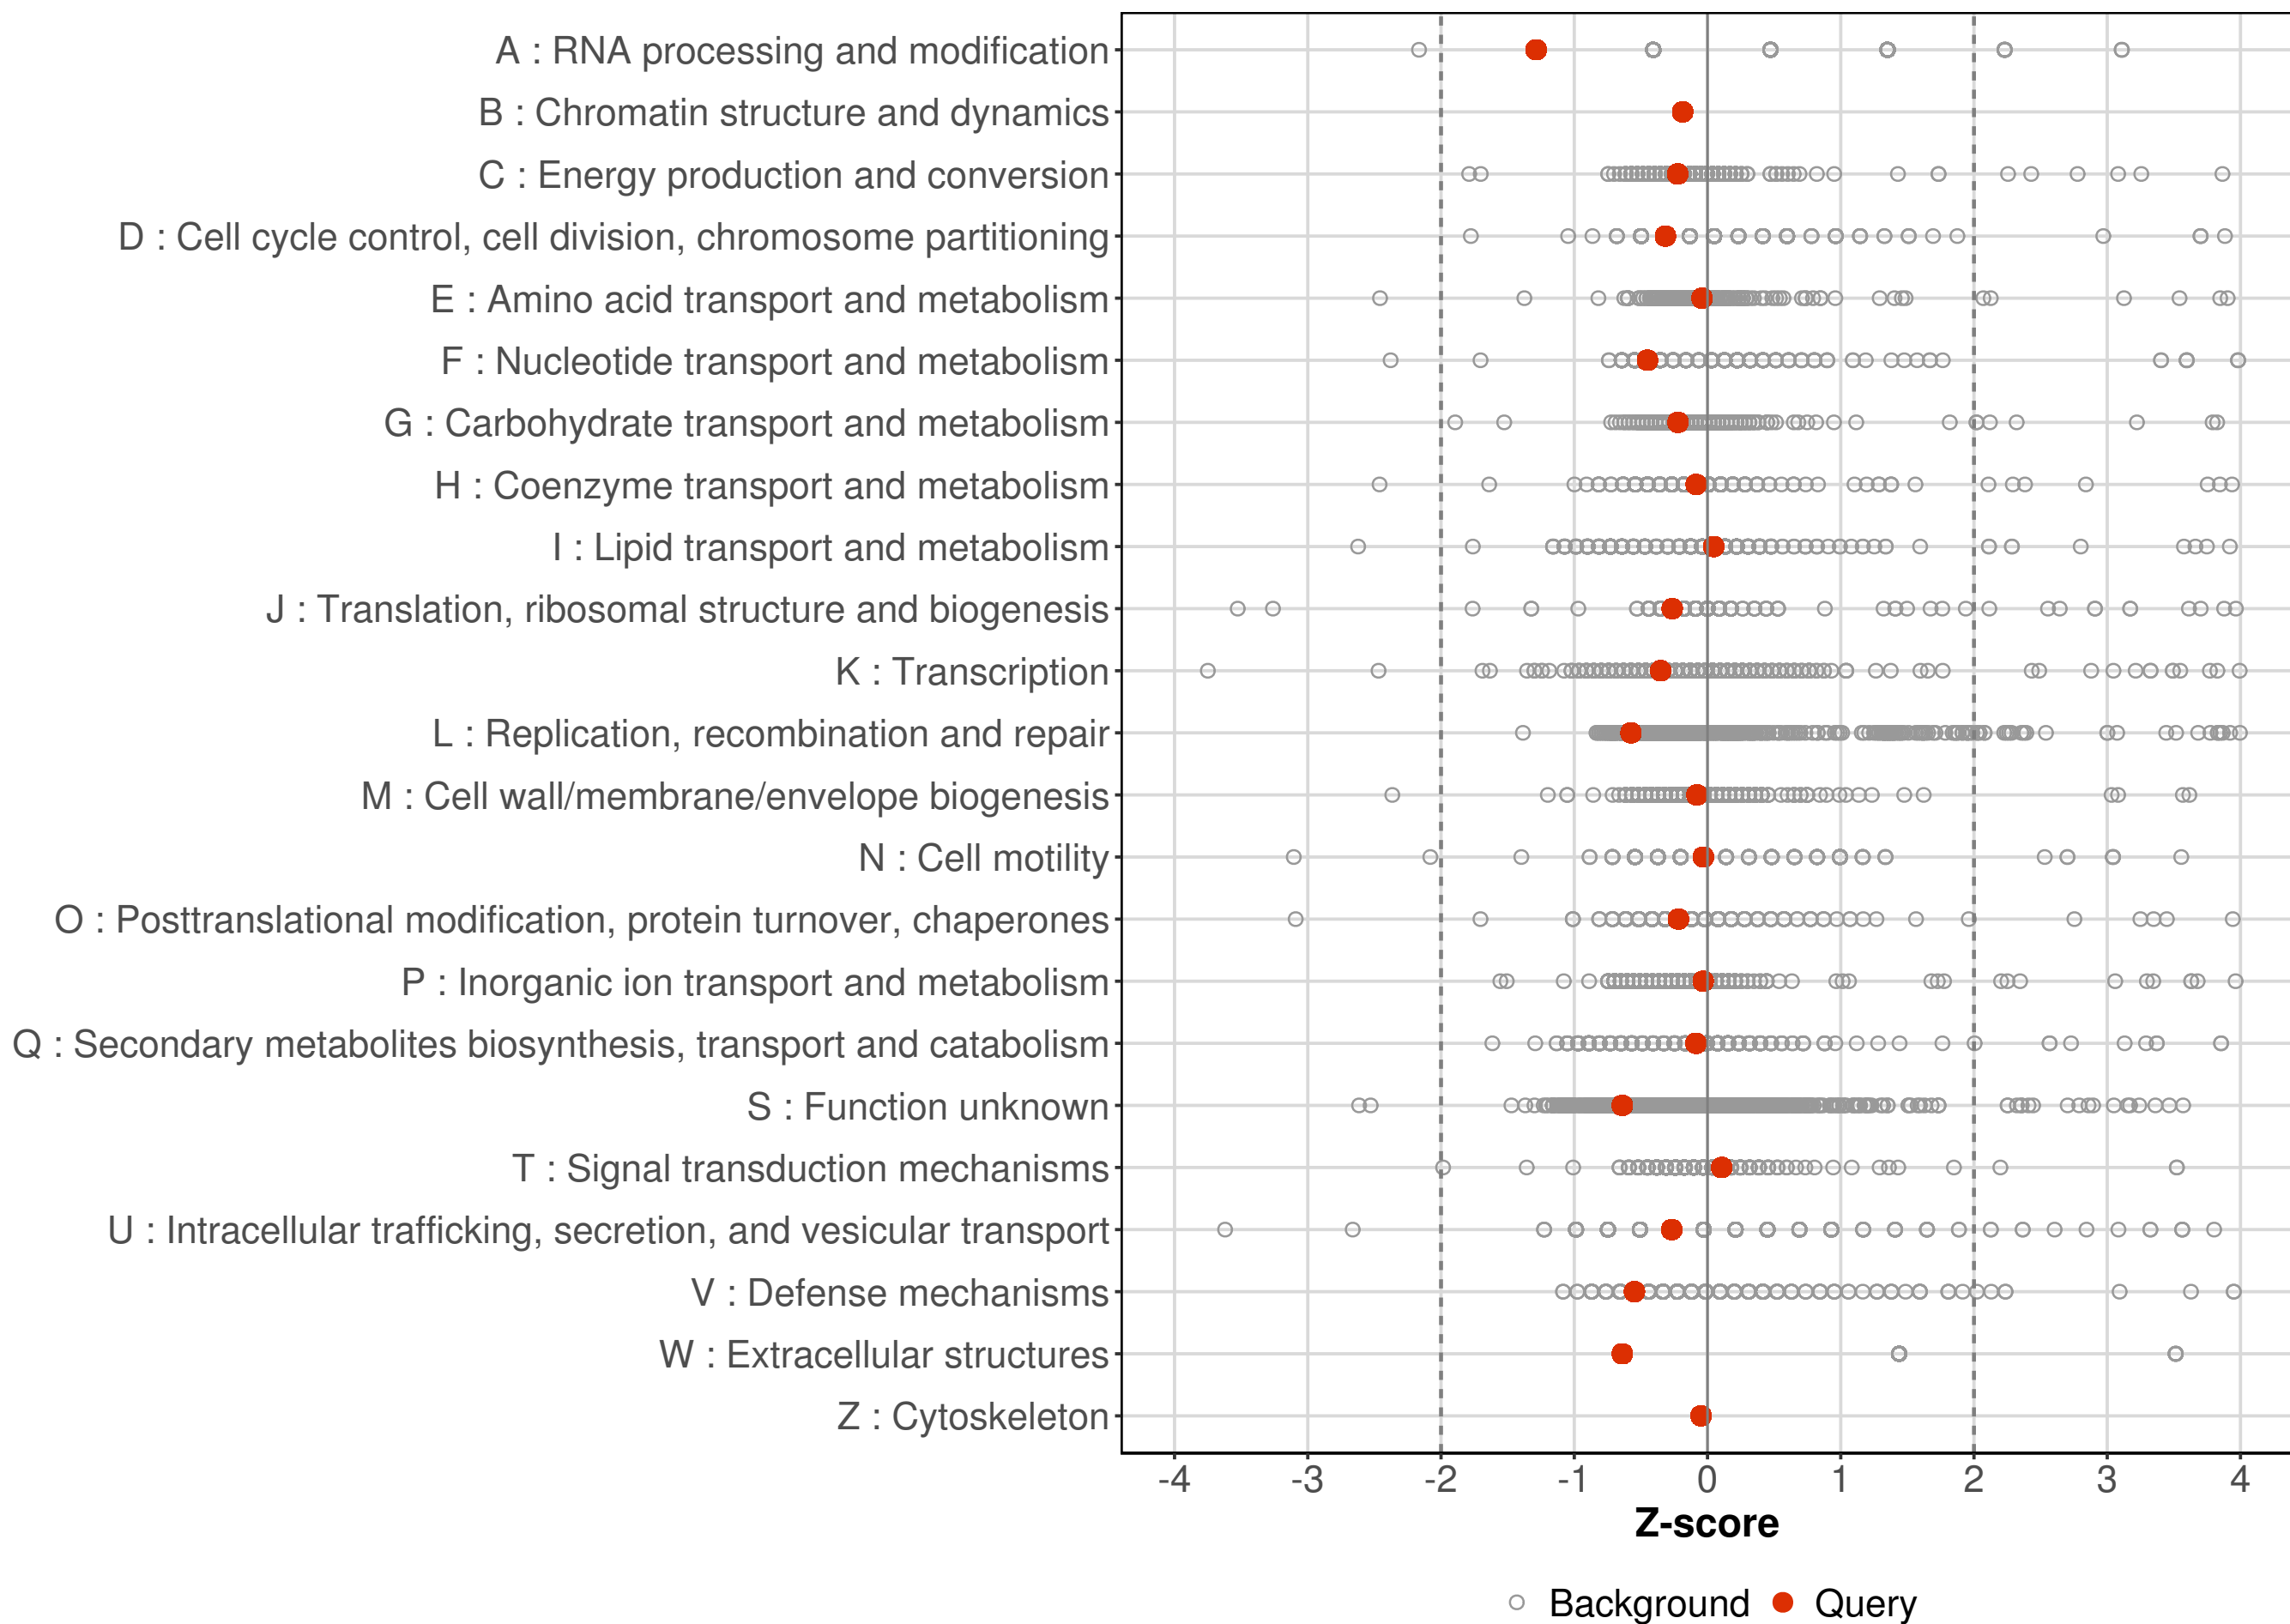 A : RNA processing and modification
B : Chromatin structure and dynamics
C : Energy production and conversion
D : Cell cycle control, cell division, chromosome partitioning
E : Amino acid transport and metabolism
F : Nucleotide transport and metabolism
G : Carbohydrate transport and metabolism
H : Coenzyme transport and metabolism
I : Lipid transport and metabolism
J : Translation, ribosomal structure and biogenesis
K : Transcription
L : Replication, recombination and repair
M : Cell wall/membrane/envelope biogenesis
N : Cell motility
O : Posttranslational modification, protein turnover, chaperones
P : Inorganic ion transport and metabolism
Q : Secondary metabolites biosynthesis, transport and catabolism
S : Function unknown
T : Signal transduction mechanisms
U : Intracellular trafficking, secretion, and vesicular transport
V : Defense mechanisms
W : Extracellular structures
Z : Cytoskeleton
-4 -3 -2 -1 0 1 2 3 4
Z-score
Background Query